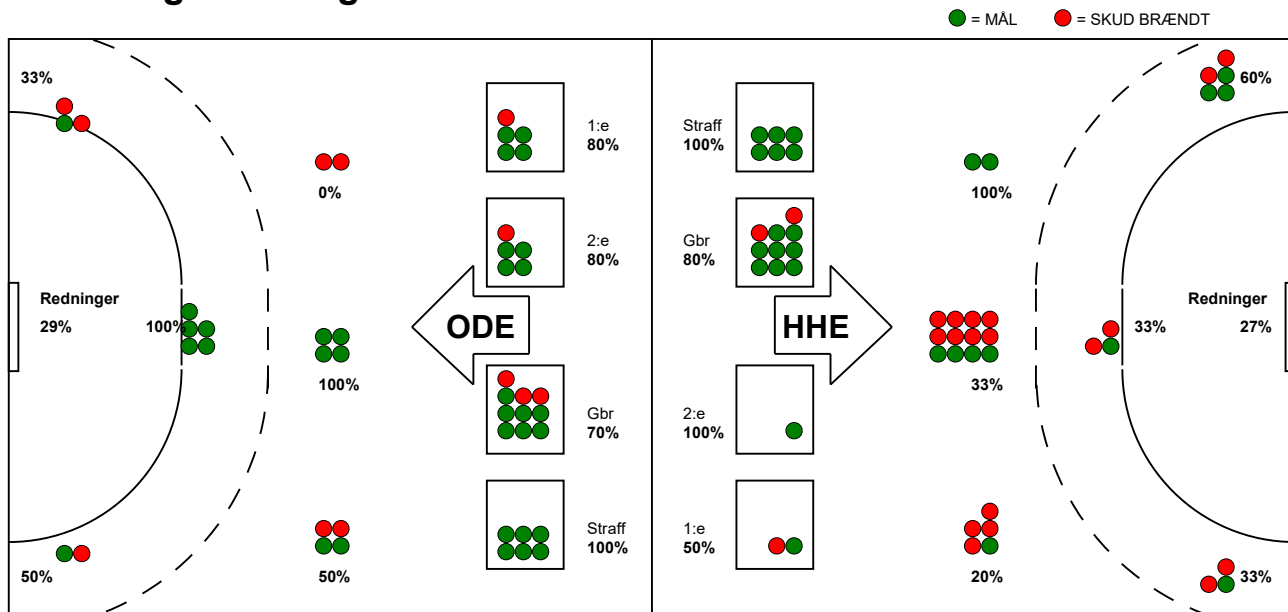 = MÅL
= SKUD BRÆNDT
33%
0%
Redninger
29%
100%
100%
50%
50%
1:e
80%
2:e
80%
ODE
Gbr
70%
Straff
100%
Straff
100%
Gbr
80%
HHE
2:e
100%
1:e
50%
60%
100%
Redninger
27%
33%
33%
20%
33%